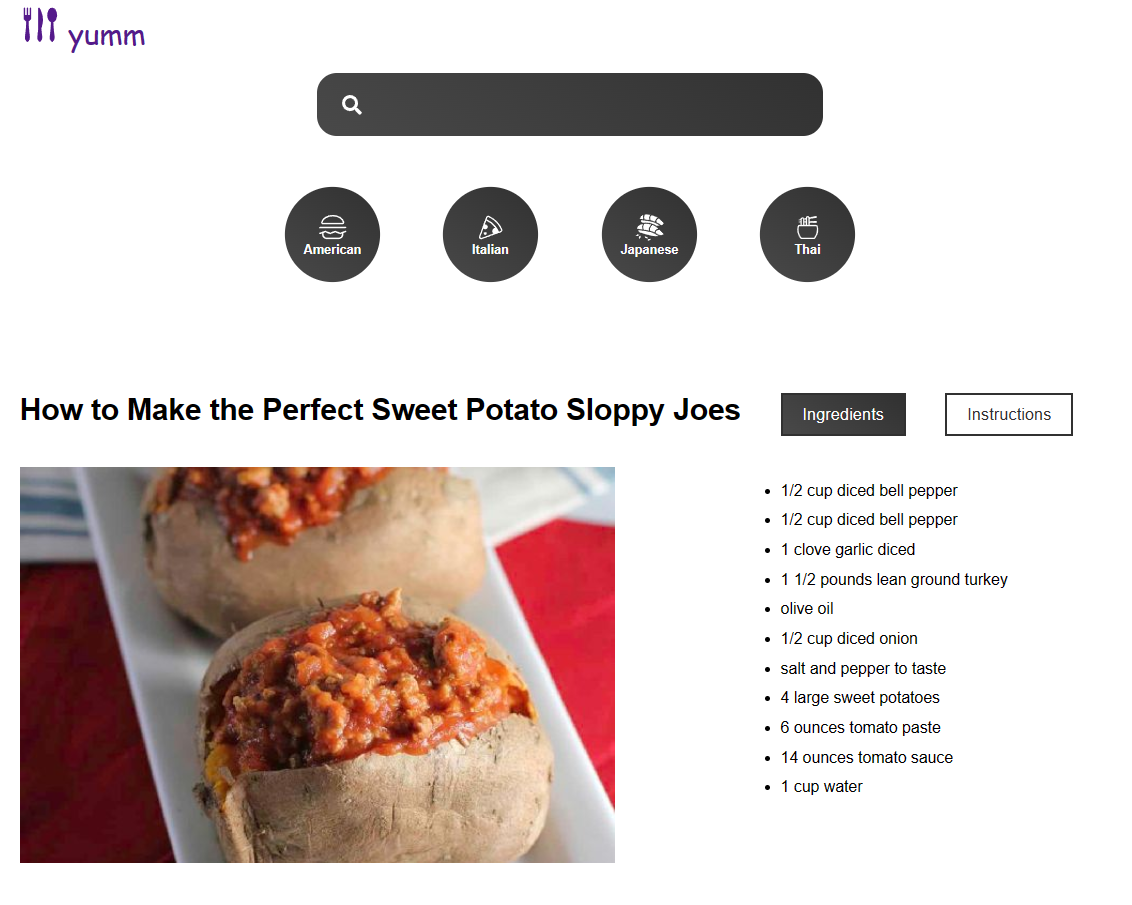 yumm
American
Italian
Japanese
Thai
How to Make the Perfect Sweet Potato Sloppy Joes
Ingredients
Instructions
1/2 cup diced bell pepper
1/2 cup diced bell pepper
1 clove garlic diced
1 1/2 pounds lean ground turkey
olive oil
1/2 cup diced onion
salt and pepper to taste
4 large sweet potatoes
6 ounces tomato paste
14 ounces tomato sauce
1 cup water